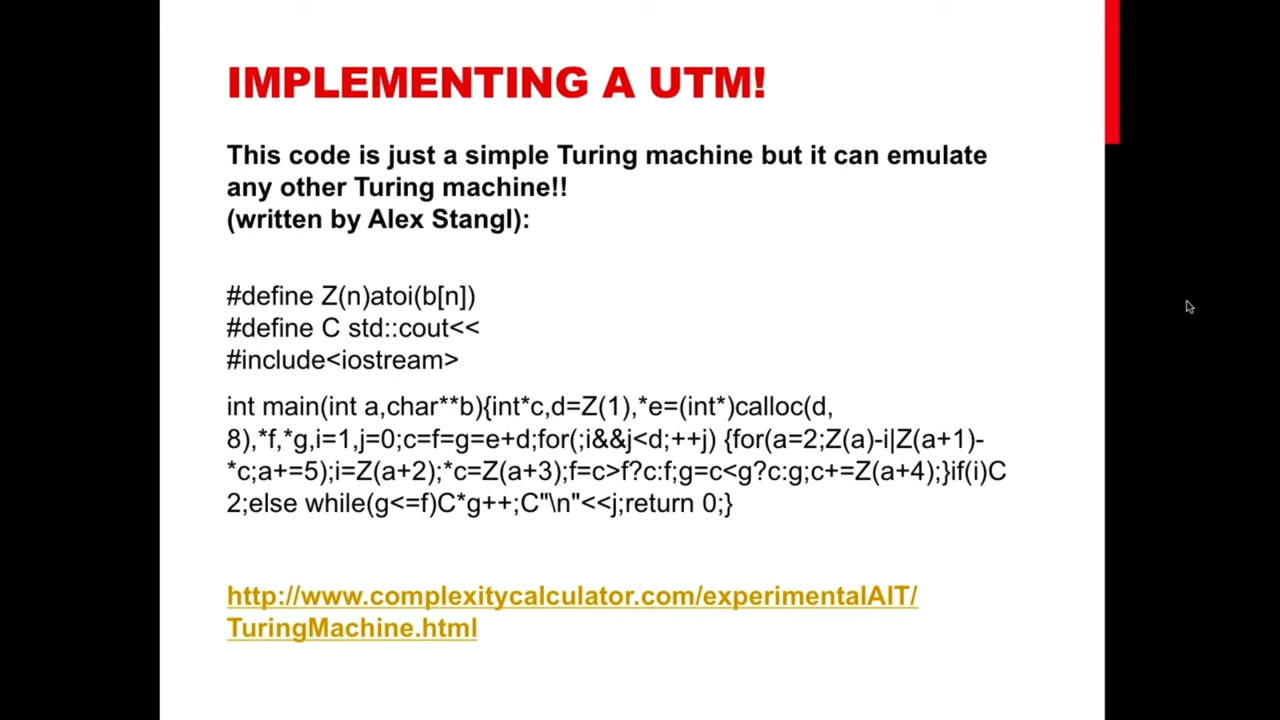 IMPLEMENTING A UTM!
This code is just a simple Turing machine but it can emulate
any other Turing machine!!
(written by Alex Stangl):
#define Z(n)atoi(b[n])
#define C std::cout<<
#include<iostream>
int main(int a,char**b){int*c,d=Z(1),*e=(int*)calloc(d,
8),*f,*g,i=1,j=0;c=f=g=e+d;for(;i&&j<d;++j) {for(a=2;Z(a)-i|Z(a+1)-
*c;a+=5);i=Z(a+2);*c=Z(a+3);f=c>f?c:f;g=c<g?c:g;c+=Z(a+4);}if(i)C
2;else while(g<=f)C*g++;C"\n"<<j;return 0;}
http://www.complexitycalculator.com/experimentalAIT/
TuringMachine.html